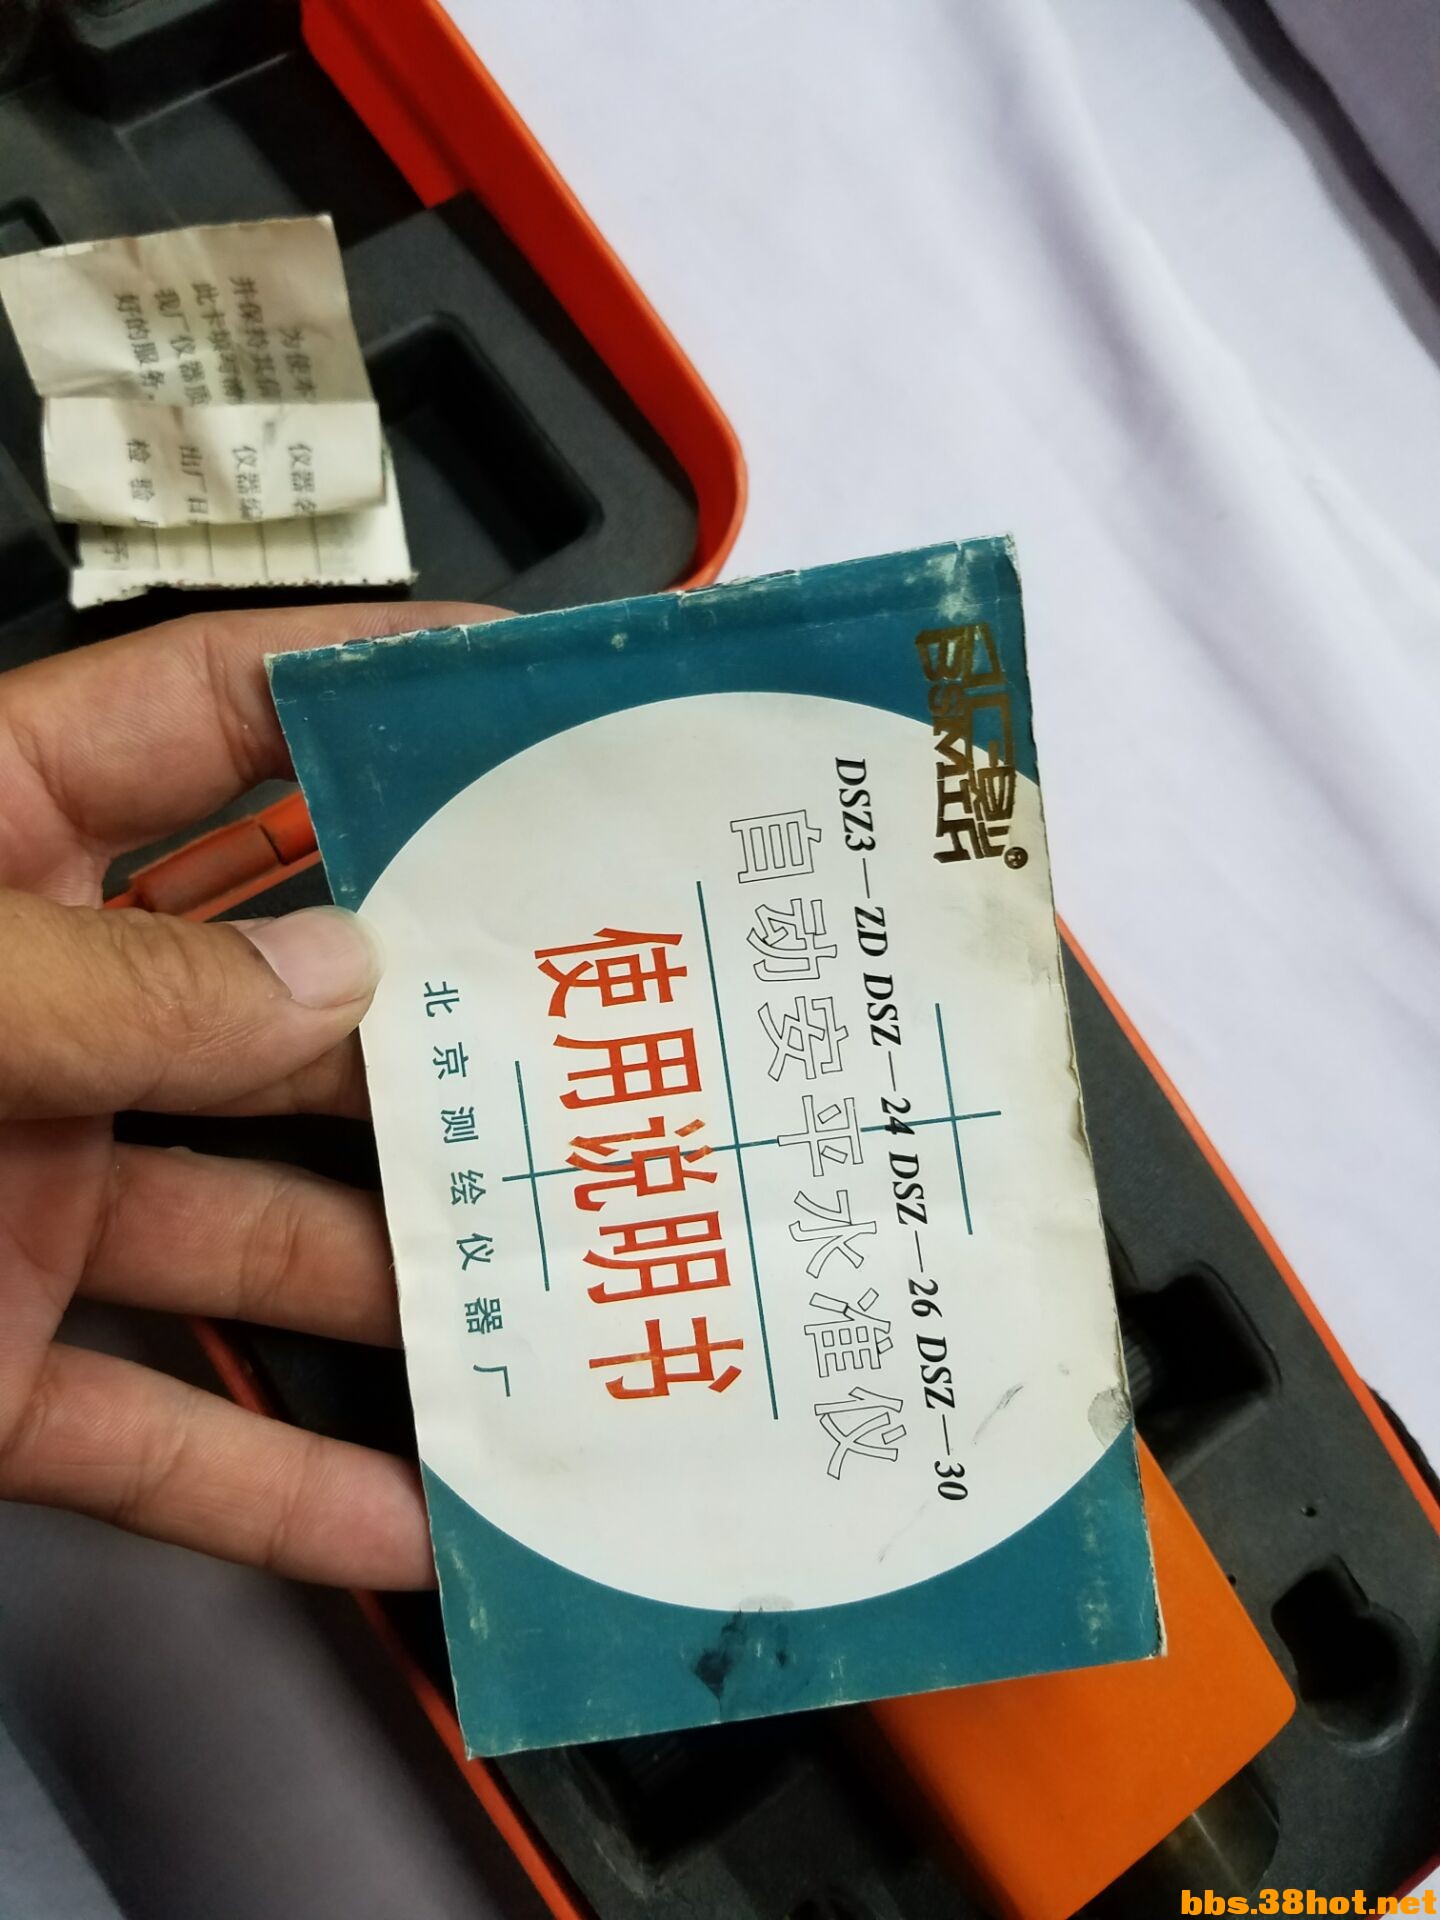 BSMIF
®
DSZ3—ZD DSZ—24 DSZ—26 DSZ—30
自动安平水准仪
使用说明书
北京测绘仪器厂
为使本
并保持其
此卡
我厂仪器
好的服务。
仪器
仪器编
出厂日
检验
bbs.38hot.net